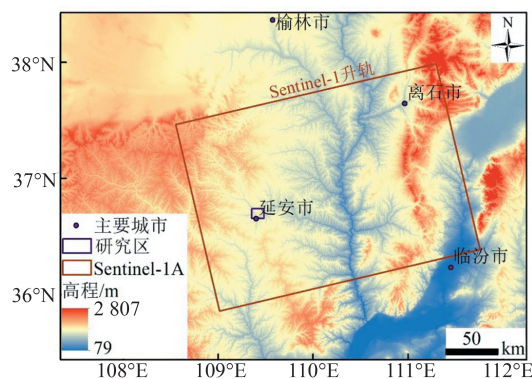 榆林市
38°N
N
Sentinel-1升轨
离石市
37°N
延安市
主要城市
研究区
Sentinel-1A
临汾市
36°N
高程/m
2 807
79
50
km
108°E
109°E
110°E
111°E
112°E